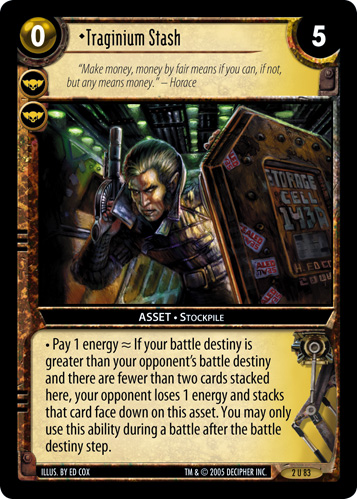 0
•Traginium Stash
5
"Make money, money by fair means if you can, if not,
but any means money." – Horace
STORAGE
CELL
1438
ASSET • STOCKPILE
• Pay 1 energy ≈ If your battle destiny is
greater than your opponent's battle destiny
and there are fewer than two cards stacked
here, your opponent loses 1 energy and stacks
that card face down on this asset. You may only
use this ability during a battle after the battle
destiny step.
ILLUS. BY ED COX
TM & © 2005 DECIPHER INC.
2 U 83